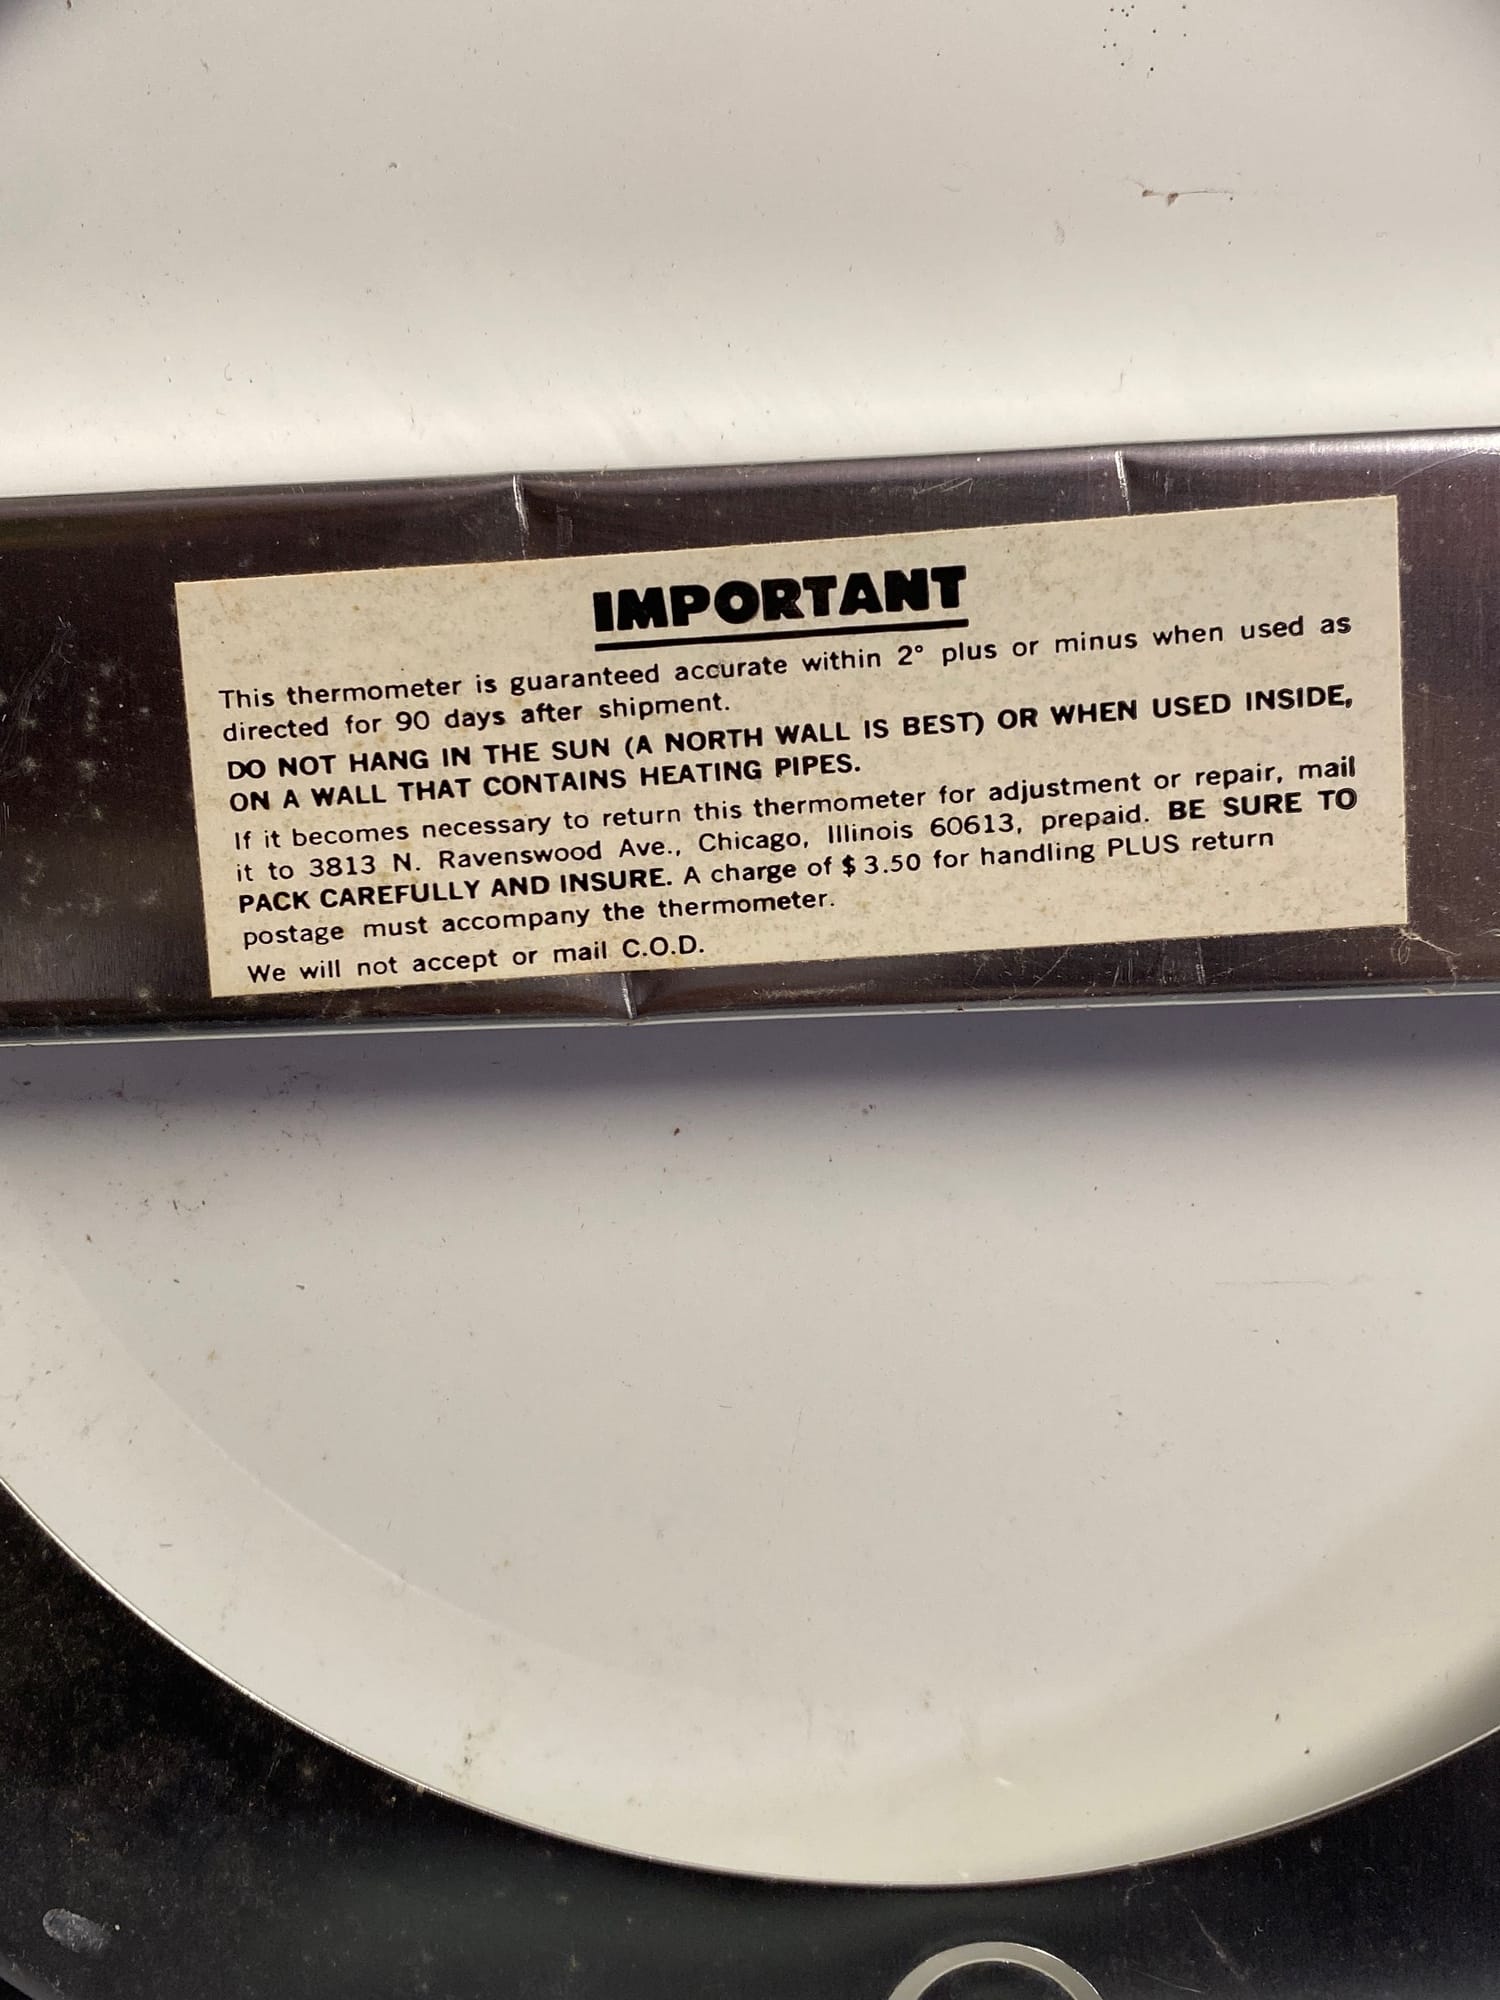 IMPORTANT
This thermometer is guaranteed accurate within 2° plus or minus when used as
directed for 90 days after shipment.
DO NOT HANG IN THE SUN (A NORTH WALL IS BEST) OR WHEN USED INSIDE,
ON A WALL THAT CONTAINS HEATING PIPES.
If it becomes necessary to return this thermometer for adjustment or repair, mail
it to 3813 N. Ravenswood Ave., Chicago, Illinois 60613, prepaid. BE SURE TO
PACK CAREFULLY AND INSURE. A charge of $3.50 for handling PLUS return
postage must accompany the thermometer.
We will not accept or mail C.O.D.